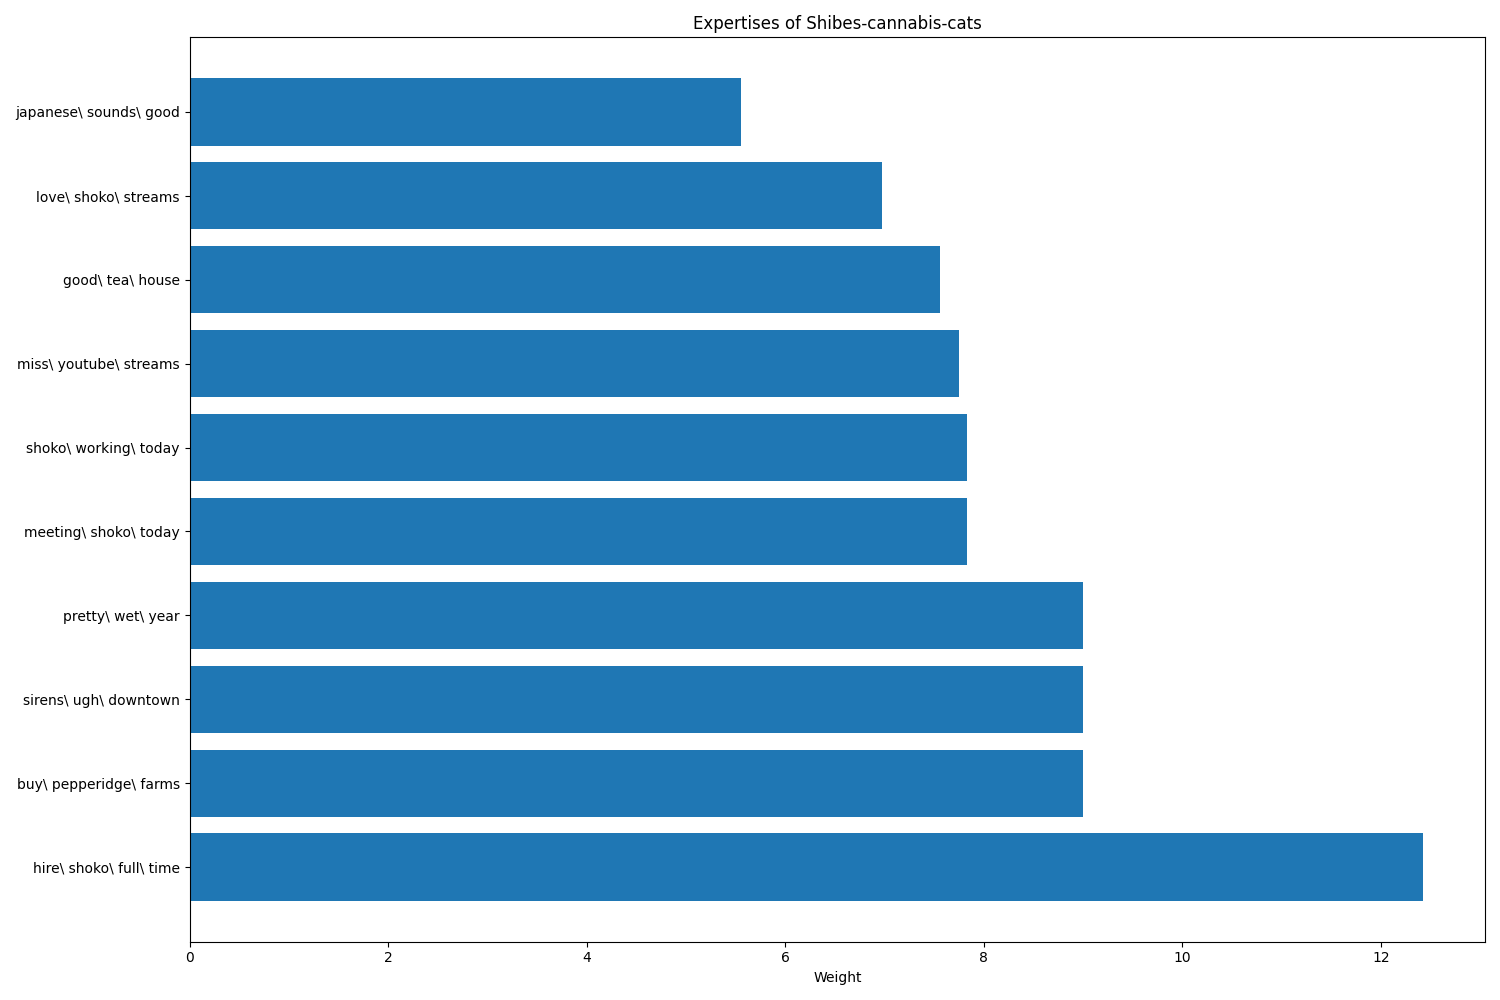 Expertises of Shibes-cannabis-cats
japanese\ sounds\ good
love\ shoko\ streams
good\ tea\ house
miss\ youtube\ streams
shoko\ working\ today
meeting\ shoko\ today
pretty\ wet\ year
sirens\ ugh\ downtown
buy\ pepperidge\ farms
hire\ shoko\ full\ time
0 2 4 6 8 10 12
Weight